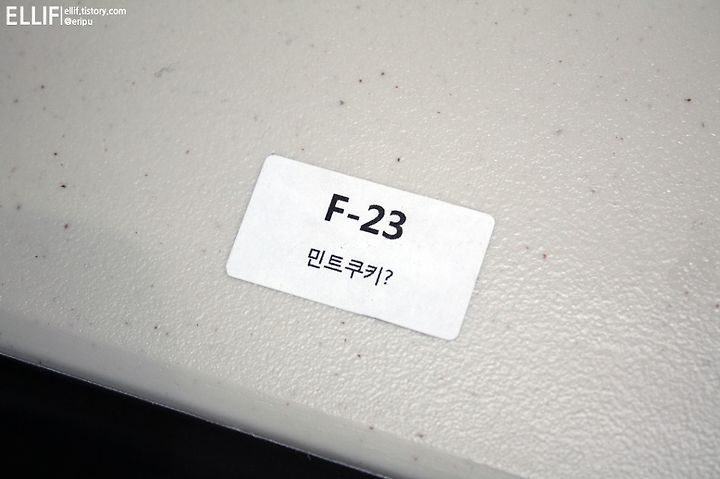 ELLIF
ellif.tistory.com
@eripu
F-23
민트쿠키?